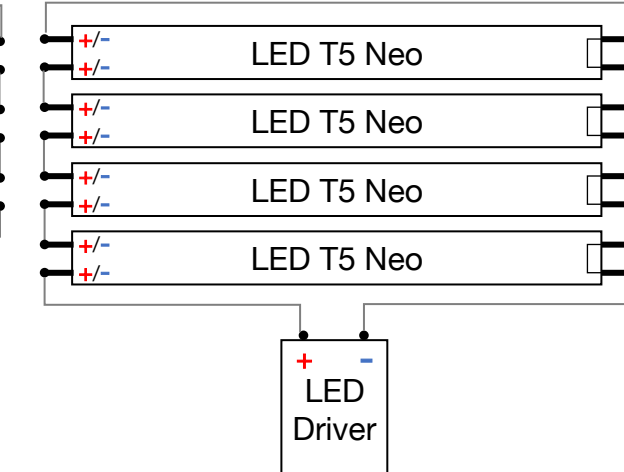 +/-
LED T5 Neo
+/-
+/-
LED T5 Neo
+/-
+/-
LED T5 Neo
+/-
+/-
LED T5 Neo
+/-
+ -
LED
Driver